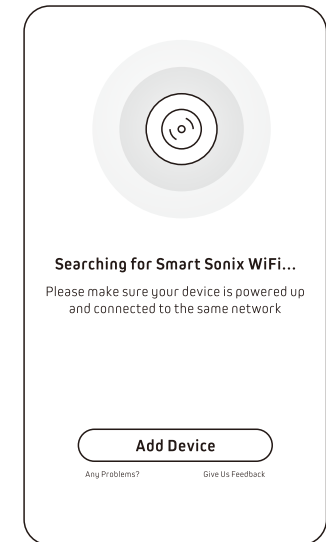 Searching for Smart Sonix WiFi...
Please make sure your device is powered up
and connected to the same network
Add Device
Any Problems? Give Us Feedback